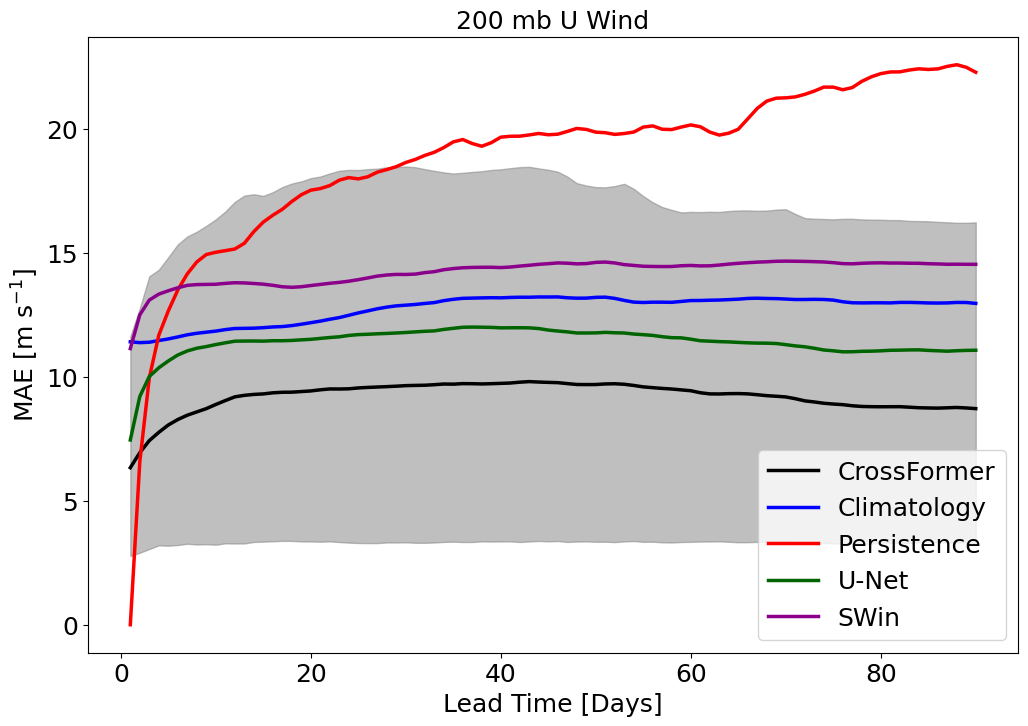 200 mb U Wind
MAE [m s⁻¹]
20
15
10
5
0
0 20 40 60 80
Lead Time [Days]
CrossFormer
Climatology
Persistence
U-Net
SWin